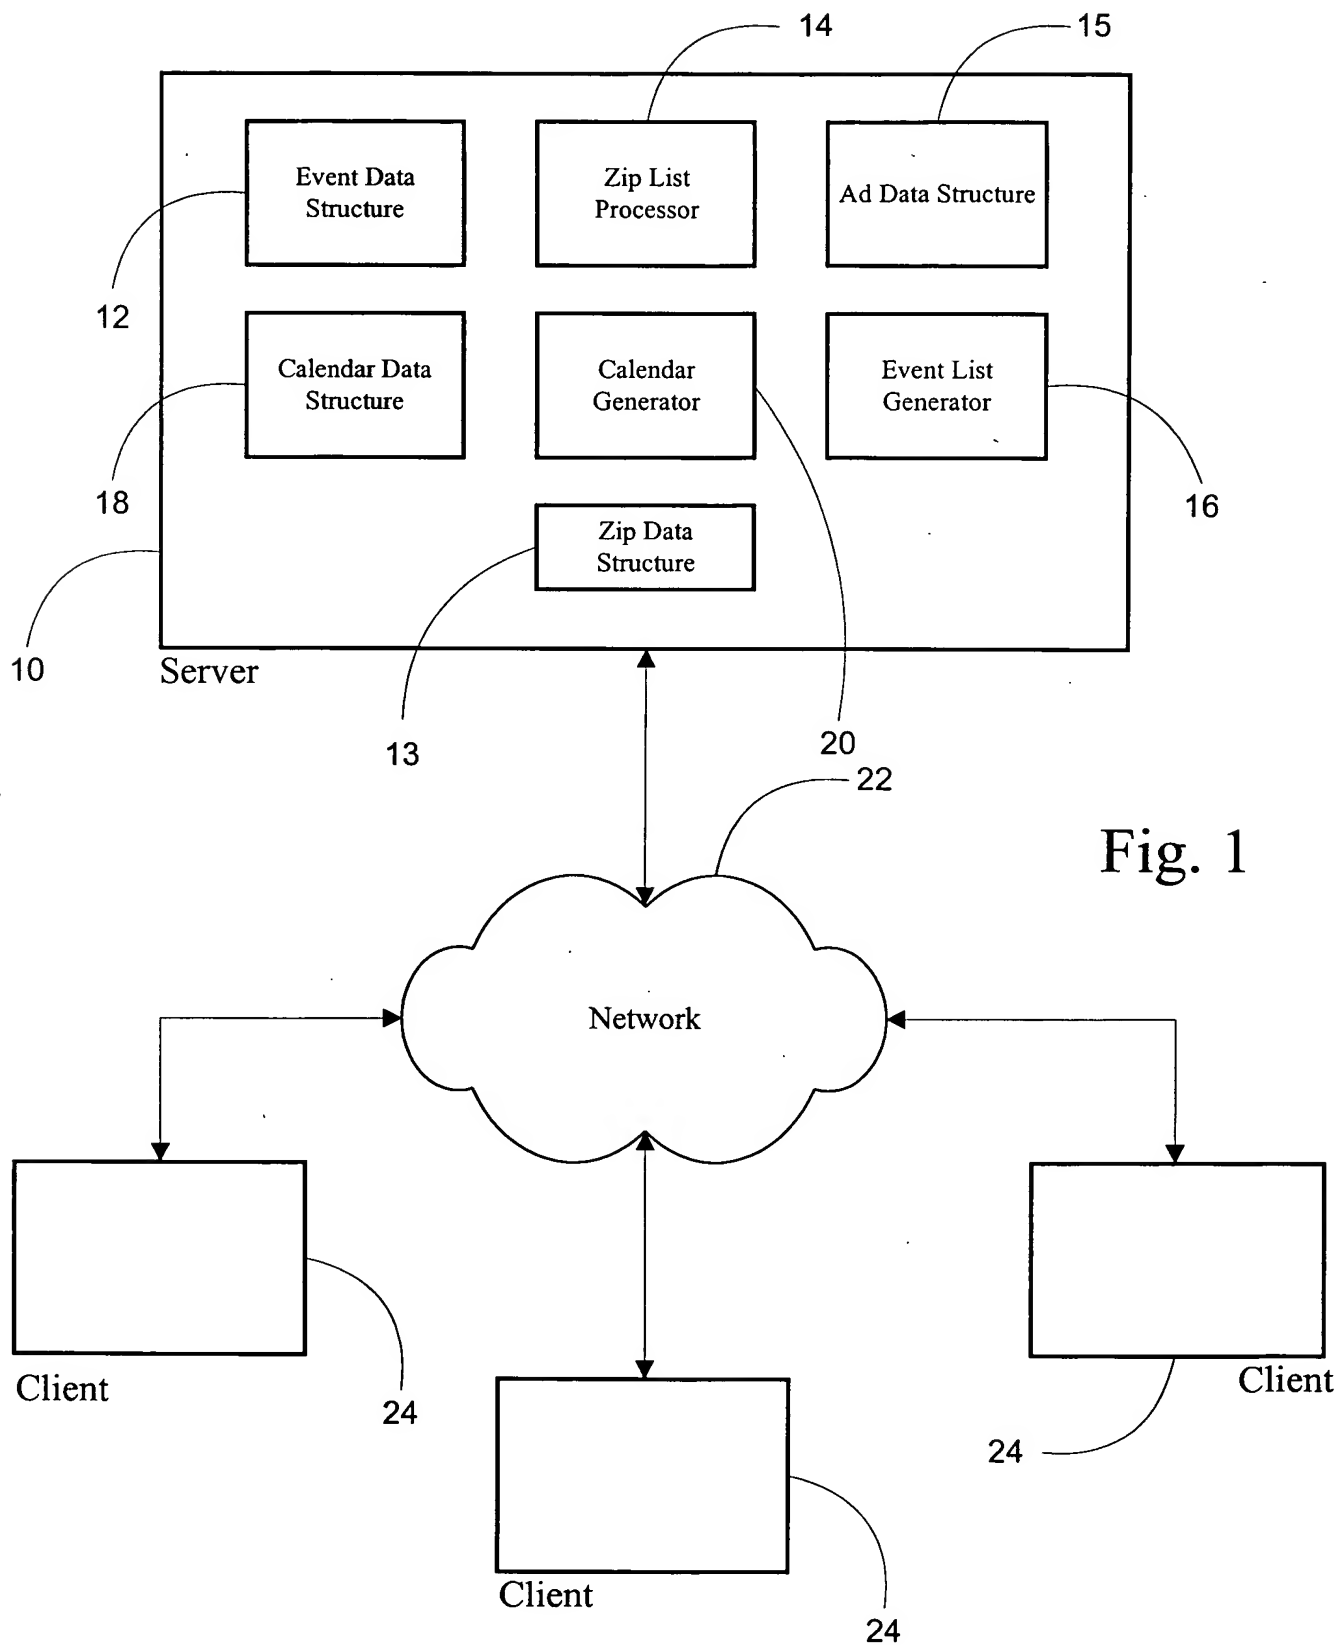 14
15
Event Data
Structure
Zip List
Processor
Ad Data Structure
12
Calendar Data
Structure
Calendar
Generator
Event List
Generator
18
16
Zip Data
Structure
10
Server
13
20
22
Fig. 1
Network
Client
24
Client
24
Client
24